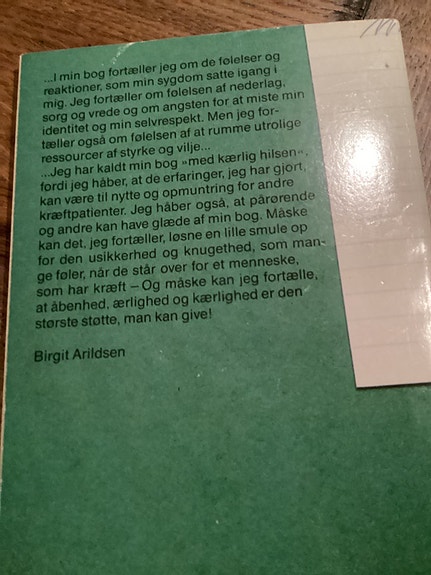 ...I min bog fortæller jeg om de følelser og
reaktioner, som min sygdom satte igang i
mig. Jeg fortæller om følelsen af nederlag,
sorg og vrede og om angsten for at miste min
identitet og min selvrespekt. Men jeg for-
tæller også om følelsen af at rumme utrolige
ressourcer af styrke og vilje...
...Jeg har kaldt min bog »med kærlig hilsen«,
fordi jeg håber, at de erfaringer, jeg har gjort,
kan være til nytte og opmuntring for andre
kræftpatienter. Jeg håber også, at pårørende
og andre kan have glæde af min bog. Måske
kan det, jeg fortæller, løsne en lille smule op
for den usikkerhed og knugethed, som man-
ge føler, når de står over for et menneske,
som har kræft – Og måske kan jeg fortælle,
at åbenhed, ærlighed og kærlighed er den
største støtte, man kan give!
Birgit Arildsen